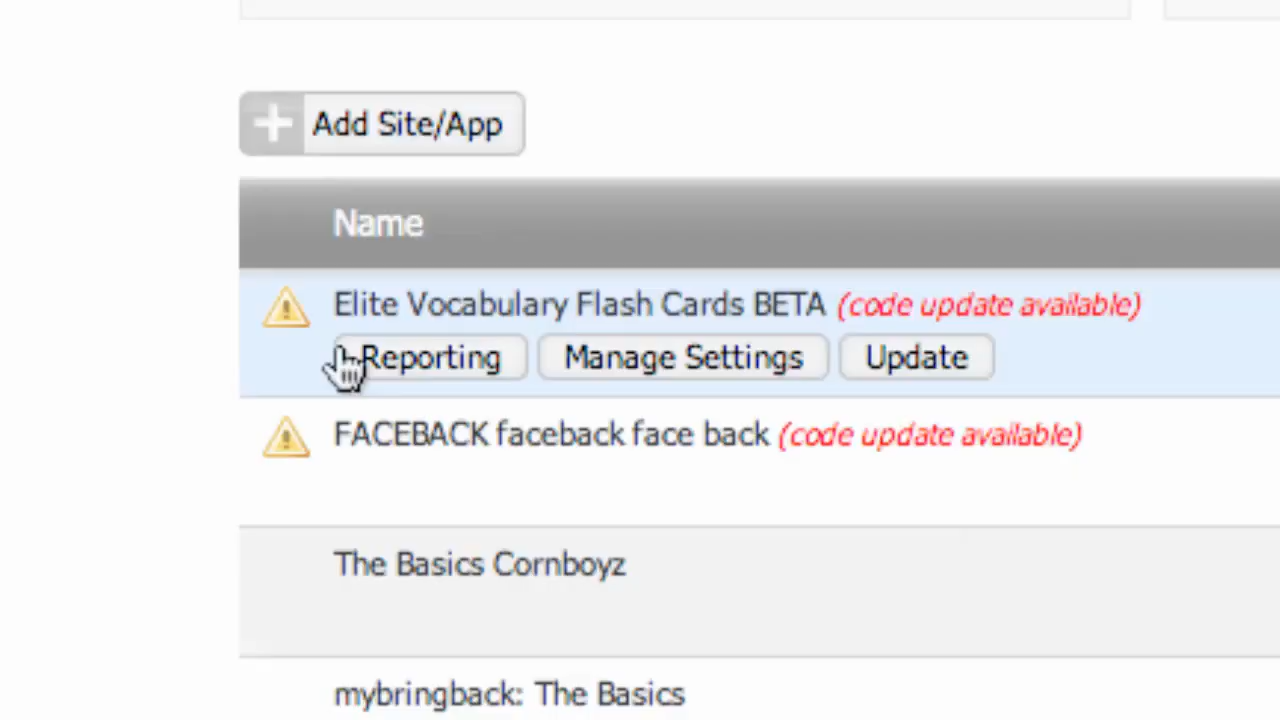 Add Site/App
Name
Elite Vocabulary Flash Cards BETA (code update available)
Reporting Manage Settings Update
FACEBACK faceback face back (code update available)
The Basics Cornboyz
mybringback: The Basics